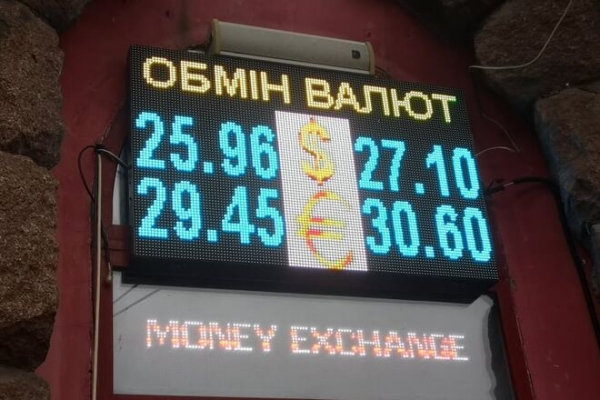 ОБМІН ВАЛЮТ
25.96 $ 27.10
29.45 € 30.60
MONEY EXCHANGE